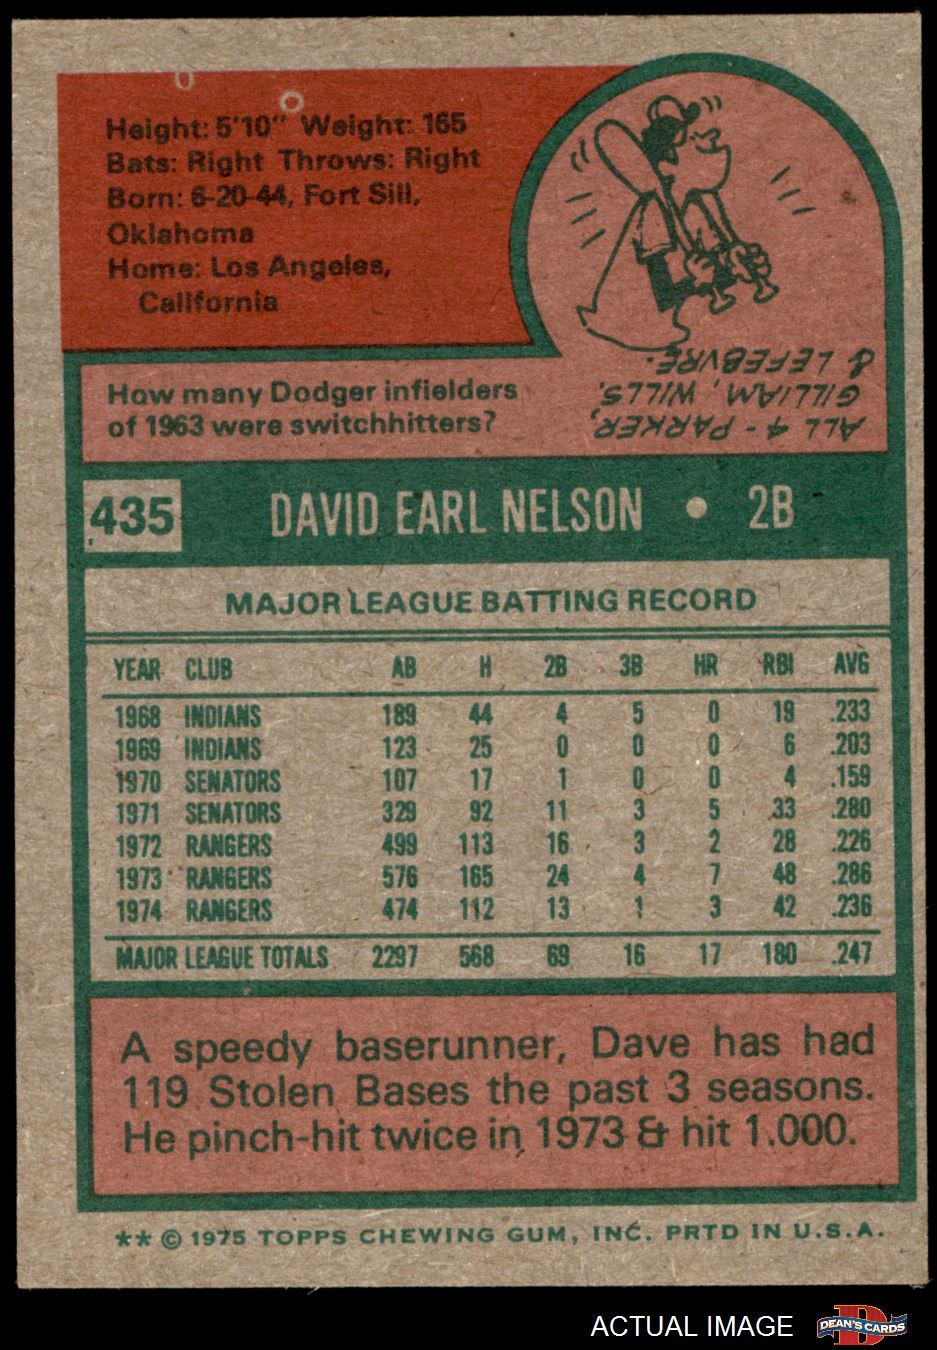 Height: 5'10" Weight: 165
Bats: Right Throws: Right
Born: 6-20-44, Fort Sill,
Oklahoma
Home: Los Angeles,
California
How many Dodger infielders
of 1963 were switchhitters?
ALL 4 - PARKER,
GILLIAM, WILLS,
& LEFEBVRE.
435 DAVID EARL NELSON • 2B
MAJOR LEAGUE BATTING RECORD
YEAR CLUB AB H 2B 3B HR RBI AVG
1968 INDIANS 189 44 4 5 0 19 .233
1969 INDIANS 123 25 0 0 0 6 .203
1970 SENATORS 107 17 1 0 0 4 .159
1971 SENATORS 329 92 11 3 5 33 .280
1972 RANGERS 499 113 16 3 2 28 .226
1973 RANGERS 576 165 24 4 7 48 .286
1974 RANGERS 474 112 13 1 3 42 .236
MAJOR LEAGUE TOTALS 2297 568 69 16 17 180 .247
A speedy baserunner, Dave has had
119 Stolen Bases the past 3 seasons.
He pinch-hit twice in 1973 & hit 1.000.
** © 1975 TOPPS CHEWING GUM, INC. PRTD IN U.S.A.
ACTUAL IMAGE
D
DEAN'S CARDS